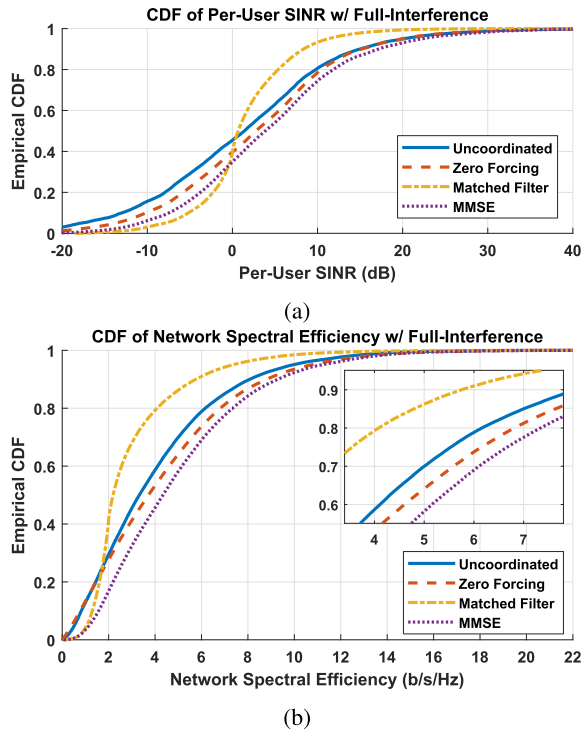 CDF of Per-User SINR w/ Full-Interference
1
0.8
0.6
0.4
0.2
0
Empirical CDF
Uncoordinated
Zero Forcing
Matched Filter
MMSE
-20 -10 0 10 20 30 40
Per-User SINR (dB)
(a)
CDF of Network Spectral Efficiency w/ Full-Interference
1
0.8
0.6
0.4
0.2
0
Empirical CDF
0.9
0.8
0.7
0.6
4 5 6 7
Uncoordinated
Zero Forcing
Matched Filter
MMSE
0 2 4 6 8 10 12 14 16 18 20 22
Network Spectral Efficiency (b/s/Hz)
(b)